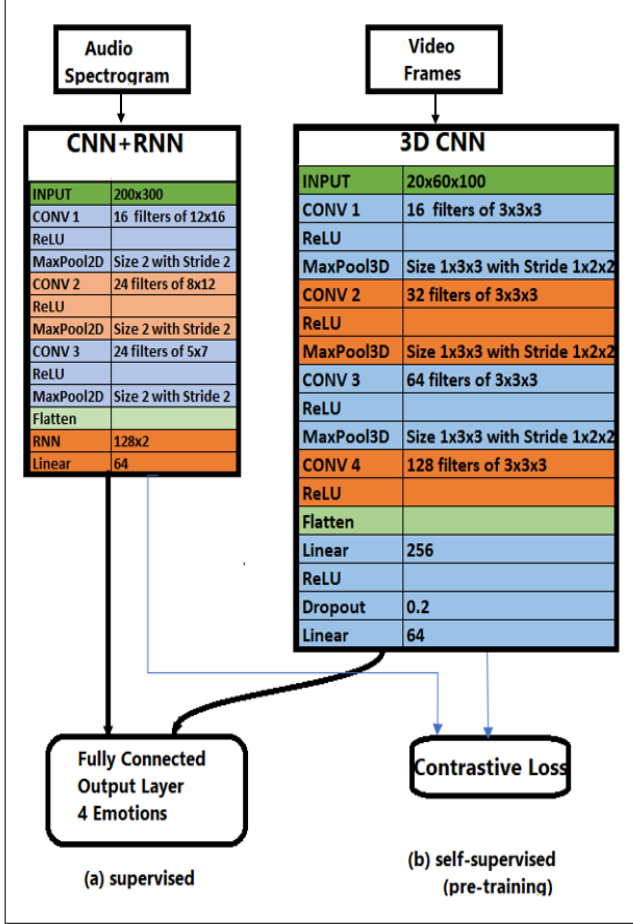 Audio
Spectrogram
Video
Frames
CNN+RNN
INPUT 200x300
CONV 1 16 filters of 12x16
ReLU
MaxPool2D Size 2 with Stride 2
CONV 2 24 filters of 8x12
ReLU
MaxPool2D Size 2 with Stride 2
CONV 3 24 filters of 5x7
ReLU
MaxPool2D Size 2 with Stride 2
Flatten
RNN 128x2
Linear 64
3D CNN
INPUT 20x60x100
CONV 1 16 filters of 3x3x3
ReLU
MaxPool3D Size 1x3x3 with Stride 1x2x2
CONV 2 32 filters of 3x3x3
ReLU
MaxPool3D Size 1x3x3 with Stride 1x2x2
CONV 3 64 filters of 3x3x3
ReLU
MaxPool3D Size 1x3x3 with Stride 1x2x2
CONV 4 128 filters of 3x3x3
ReLU
Flatten
Linear 256
ReLU
Dropout 0.2
Linear 64
Fully Connected
Output Layer
4 Emotions
Contrastive Loss
(a) supervised
(b) self-supervised
(pre-training)